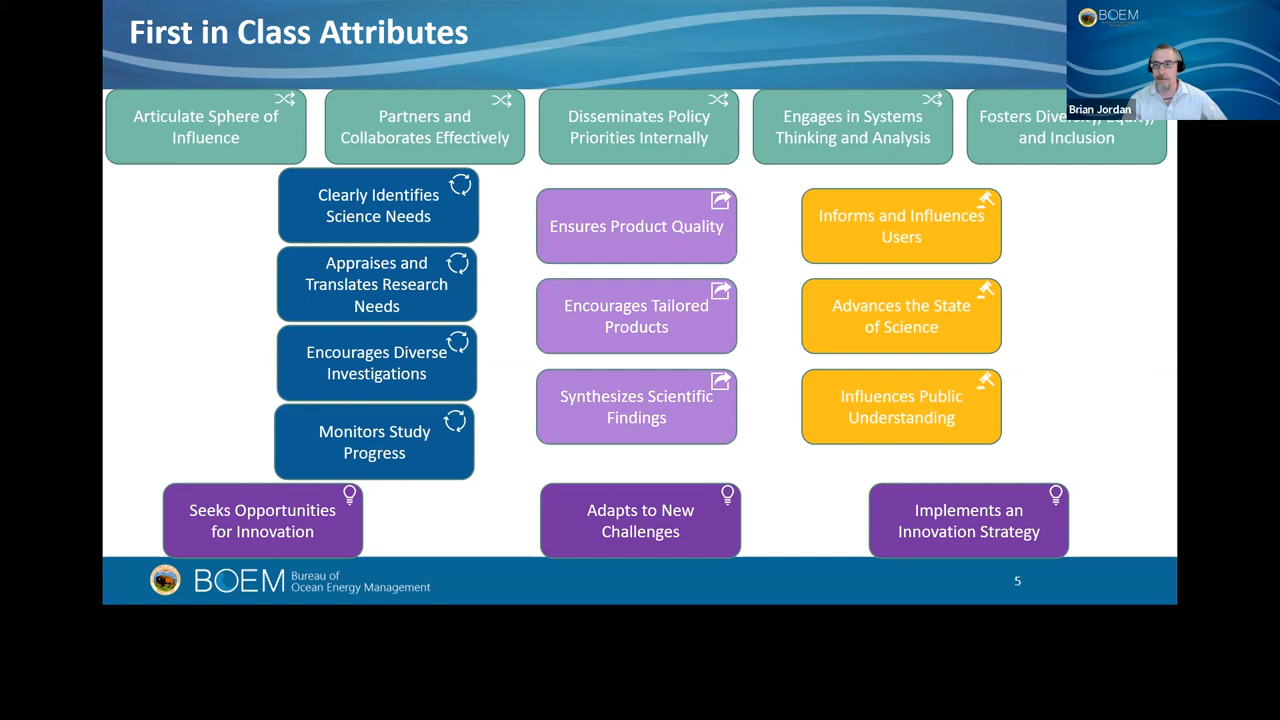 First in Class Attributes
BOEM
Brian Jordan
Articulate Sphere of
Influence
Partners and
Collaborates Effectively
Disseminates Policy
Priorities Internally
Engages in Systems
Thinking and Analysis
Fosters Diversity, Equity,
and Inclusion
Clearly Identifies
Science Needs
Appraises and
Translates Research
Needs
Encourages Diverse
Investigations
Monitors Study
Progress
Ensures Product Quality
Encourages Tailored
Products
Synthesizes Scientific
Findings
Informs and Influences
Users
Advances the State
of Science
Influences Public
Understanding
Seeks Opportunities
for Innovation
Adapts to New
Challenges
Implements an
Innovation Strategy
BOEM
Bureau of
Ocean Energy Management
5